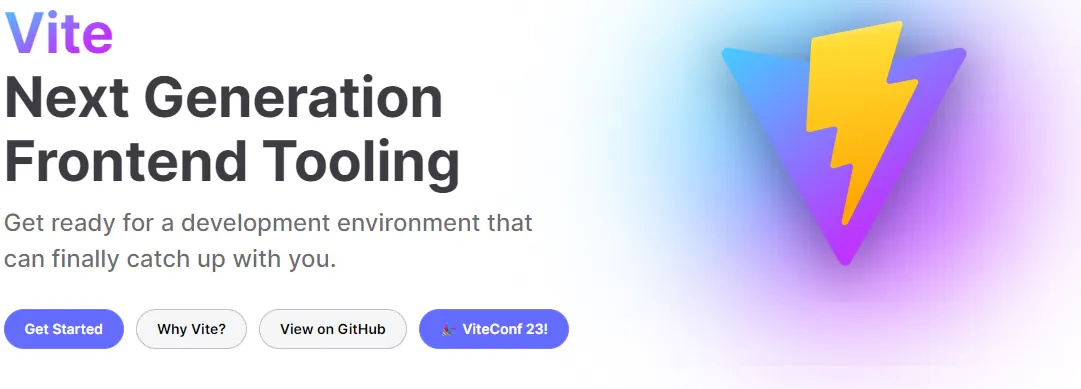 Vite
Next Generation
Frontend Tooling
Get ready for a development environment that
can finally catch up with you.
Get Started
Why Vite?
View on GitHub
🎉 ViteConf 23!